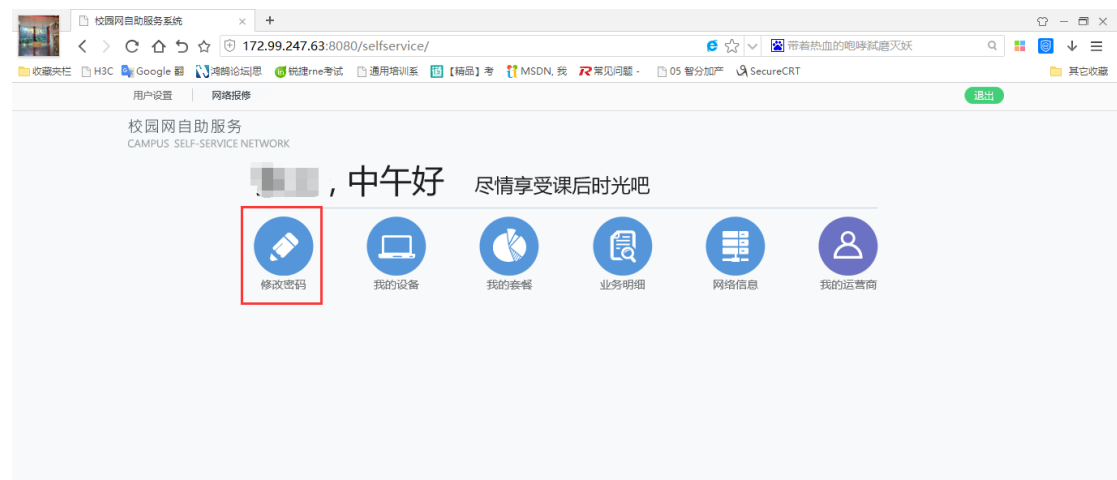 校园网自助服务系统
172.99.247.63:8080/selfservice/
带着热血的咆哮弑磨灭妖
收藏夹栏 H3C Google 翻 鸿鹄论坛|思 锐捷rne考试 通用培训系 【精品】考 MSDN, 我 常见问题 - 05 智分加产 SecureCRT 其它收藏
用户设置 网络报修 退出
校园网自助服务
CAMPUS SELF-SERVICE NETWORK
，中午好 尽情享受课后时光吧
修改密码 我的设备 我的套餐 业务明细 网络信息 我的运营商